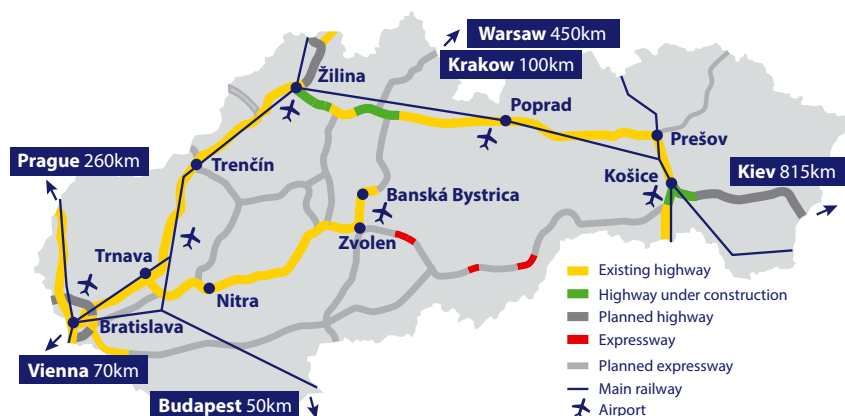 Warsaw 450km
Krakow 100km
Žilina
Poprad
Prešov
Prague 260km
Trenčín
Košice
Kiev 815km
Banská Bystrica
Zvolen
Trnava
Nitra
Bratislava
Vienna 70km
Budapest 50km
Existing highway
Highway under construction
Planned highway
Expressway
Planned expressway
Main railway
Airport